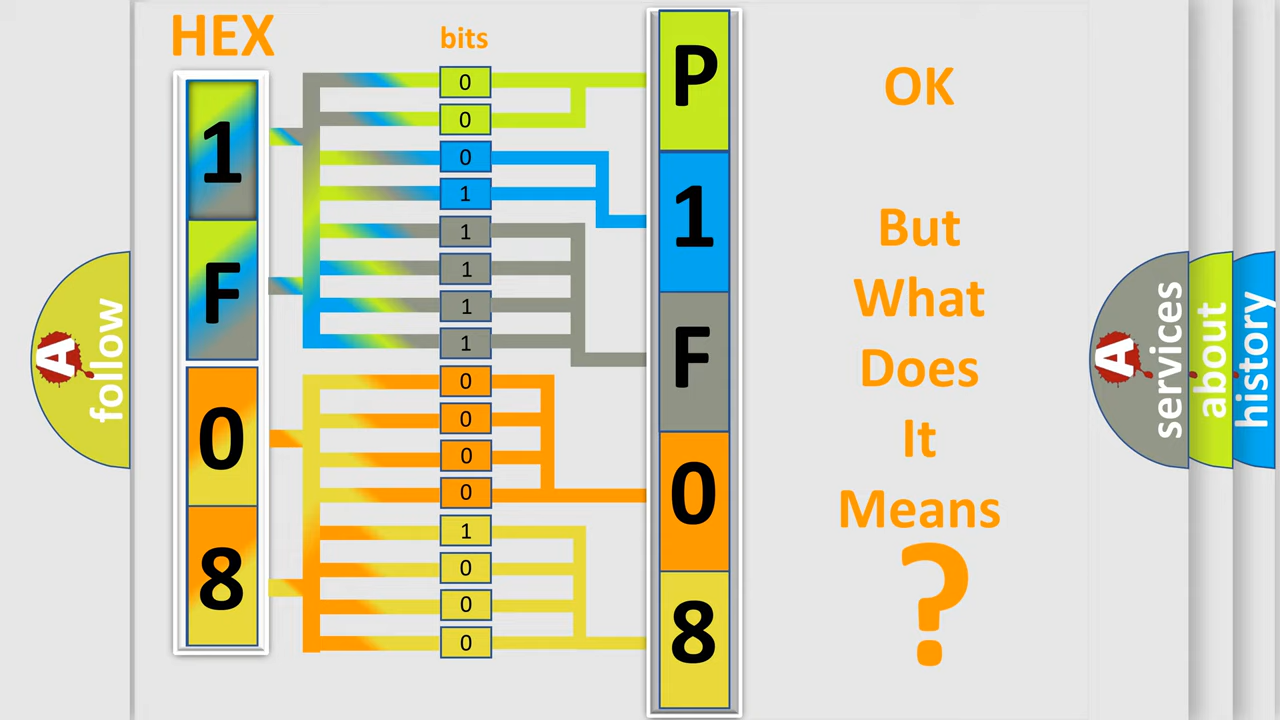 HEX
bits
1
F
0
8
0
0
0
1
1
1
1
1
0
0
0
0
1
0
0
0
P
1
F
0
8
OK
But
What
Does
It
Means
?
A
follow
A
services
about
history